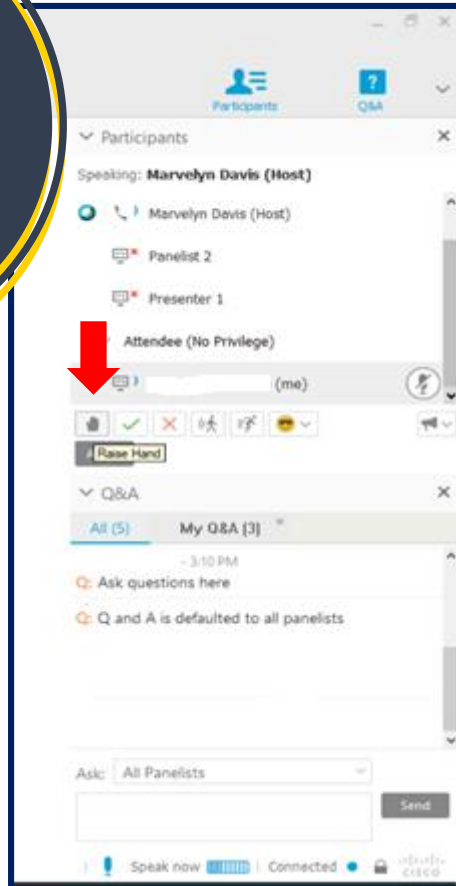 Participants
?
Q&A
Participants
Speaking: Marvelyn Davis (Host)
Marvelyn Davis (Host)
Panelist 2
Presenter 1
Attendee (No Privilege)
(me)
Raise Hand
Q&A
All (5) My Q&A (3)
- 3:10 PM
Q: Ask questions here
Q: Q and A is defaulted to all panelists
Ask: All Panelists
Send
Speak now Connected
CISCO